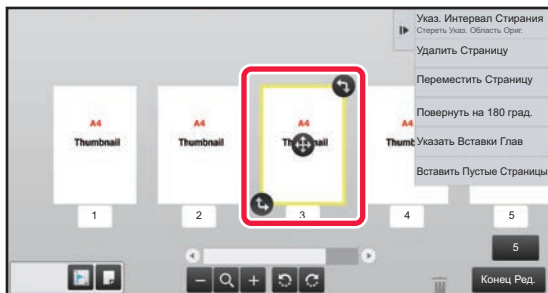 Указ. Интервал Стирания
Стереть Указ. Область Ориг.
Удалить Страницу
Переместить Страницу
Повернуть на 180 град.
Указать Вставки Глав
Вставить Пустые Страницы
A4 A4 A4 A4
Thumbnail Thumbnail
1 2 3 4 5
5
Конец Ред.